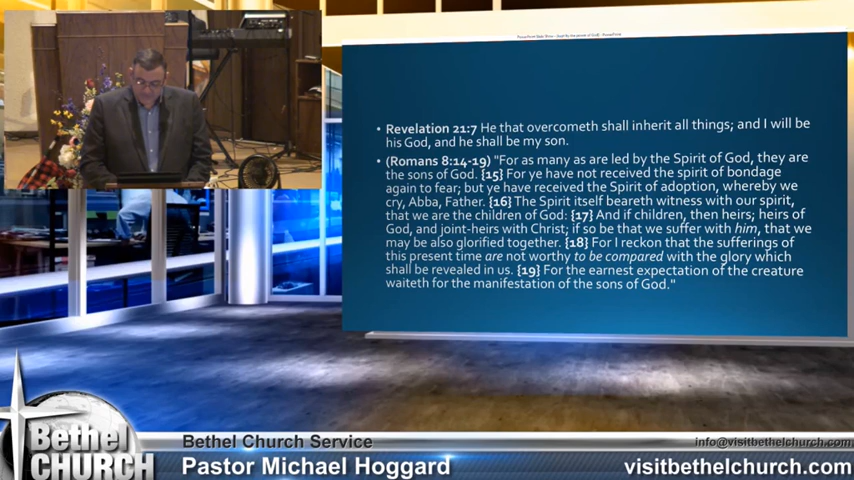 • Revelation 21:7 He that overcometh shall inherit all things; and I will be
his God, and he shall be my son.
• (Romans 8:14-19) "For as many as are led by the Spirit of God, they are
the sons of God. {15} For ye have not received the spirit of bondage
again to fear; but ye have received the Spirit of adoption, whereby we
cry, Abba, Father. {16} The Spirit itself beareth witness with our spirit,
that we are the children of God: {17} And if children, then heirs; heirs of
God, and joint-heirs with Christ; if so be that we suffer with him, that we
may be also glorified together. {18} For I reckon that the sufferings of
this present time are not worthy to be compared with the glory which
shall be revealed in us. {19} For the earnest expectation of the creature
waiteth for the manifestation of the sons of God."
Bethel
CHURCH
Bethel Church Service
info@visitbethelchurch.com
Pastor Michael Hoggard
visitbethelchurch.com